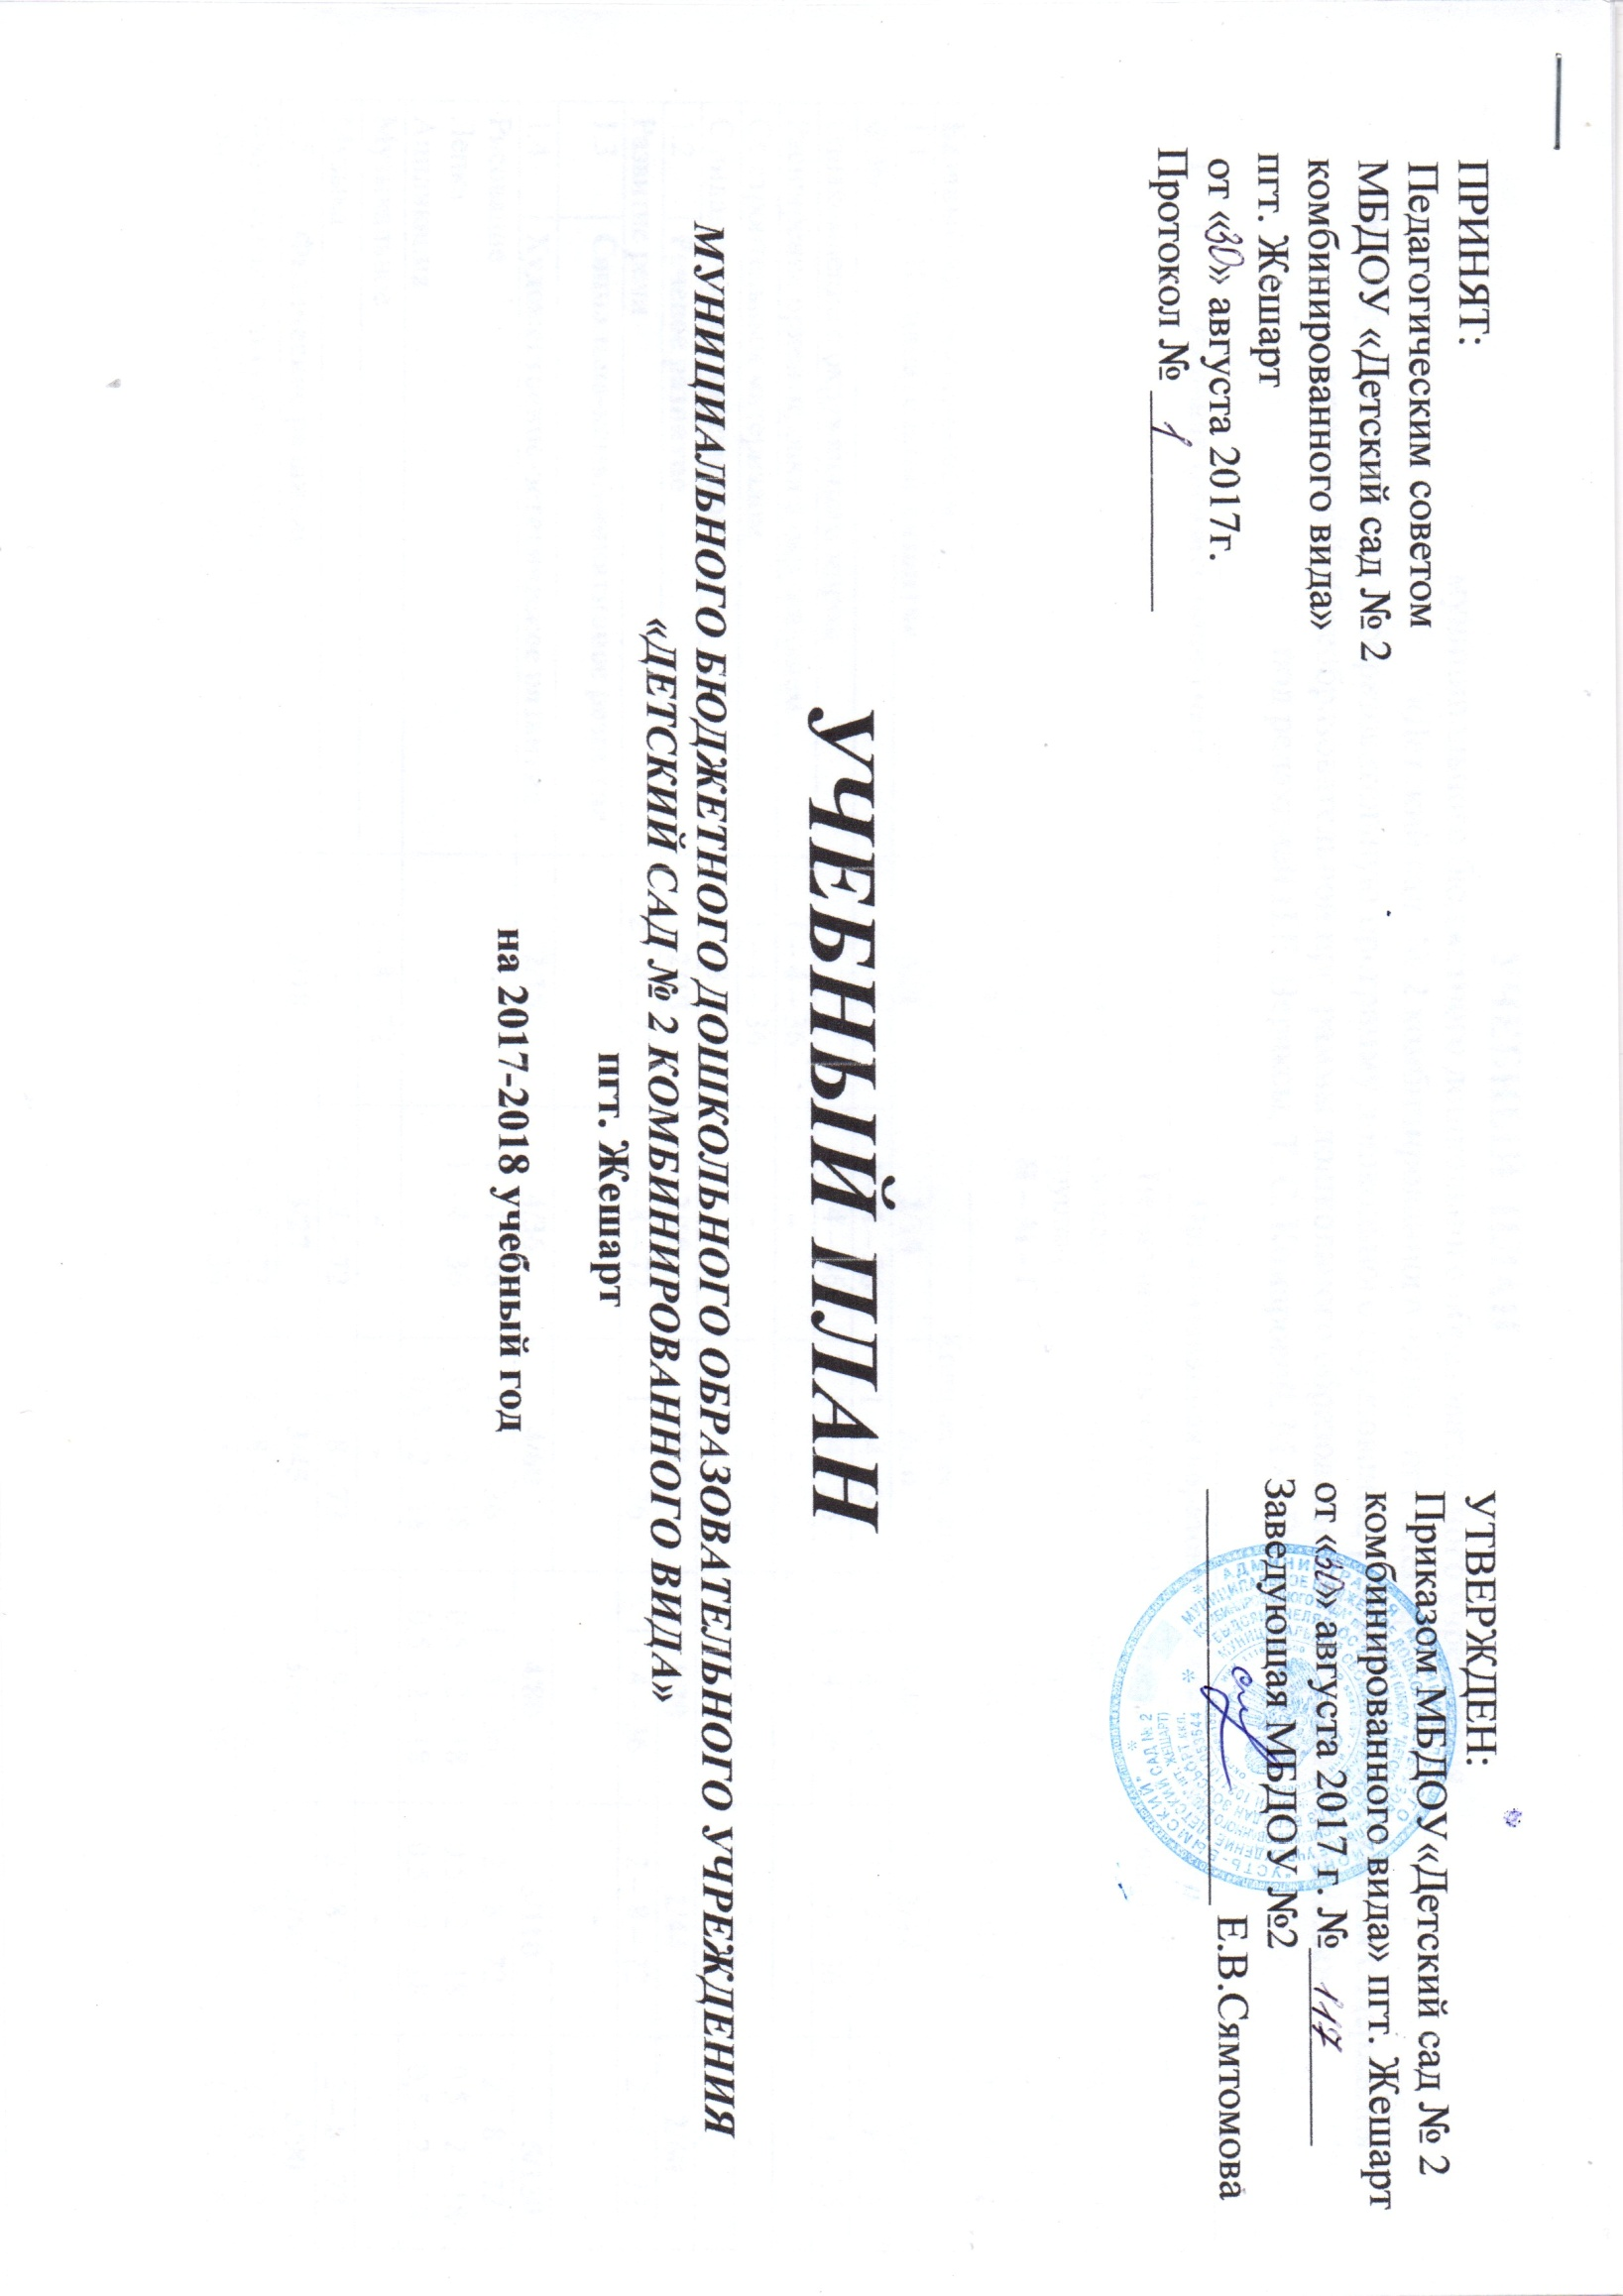 ПРИНЯТ:
Педагогическим советом
МБДОУ «Детский сад № 2
комбинированного вида»
пгт. Жешарт
от «30» августа 2017г.
Протокол № 1
УТВЕРЖДЕН:
Приказом МБДОУ«Детский сад № 2
комбинированного вида» пгт. Жешарт
от «30» августа 2017 г. № 117
Заведующая МБДОУ №2
Е.В.Сямтомова
УЧЕБНЫЙ ПЛАН
МУНИЦИАЛЬНОГО БЮДЖЕТНОГО ДОШКОЛЬНОГО ОБРАЗОВАТЕЛЬНОГО УЧРЕЖДЕНИЯ
«ДЕТСКИЙ САД № 2 КОМБИНИРОВАННОГО ВИДА»
пгт. Жешарт
на 2017-2018 учебный год